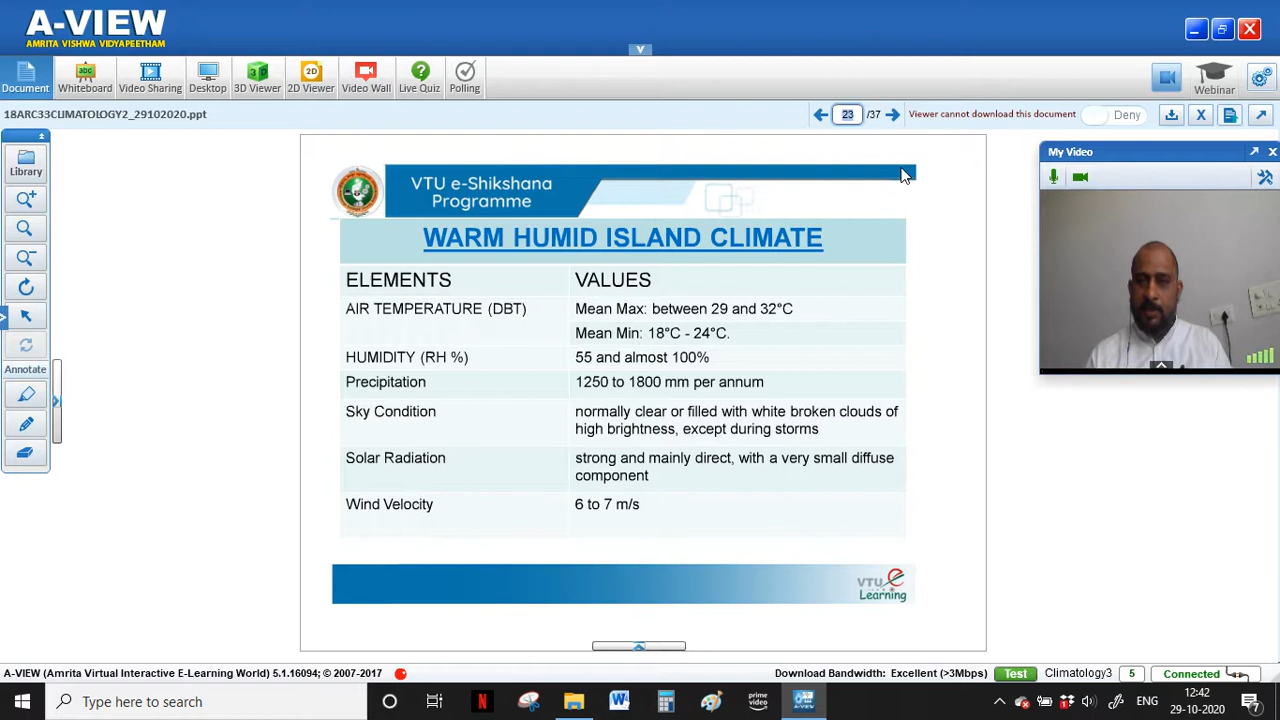 A-VIEW
AMRITA VISHWA VIDYAPEETHAM
Document
Whiteboard
Video Sharing
Desktop
3D Viewer
2D Viewer
Video Wall
Live Quiz
Polling
Webinar
18ARC33CLIMATOLOGY2_29102020.ppt
23 /37
Viewer cannot download this document
Deny
Library
Annotate
My Video
VTU e-Shikshana
Programme
WARM HUMID ISLAND CLIMATE
ELEMENTS VALUES
AIR TEMPERATURE (DBT) Mean Max: between 29 and 32°C
Mean Min: 18°C - 24°C.
HUMIDITY (RH %) 55 and almost 100%
Precipitation 1250 to 1800 mm per annum
Sky Condition normally clear or filled with white broken clouds of
high brightness, except during storms
Solar Radiation strong and mainly direct, with a very small diffuse
component
Wind Velocity 6 to 7 m/s
VTU e
Learning
A-VIEW (Amrita Virtual Interactive E-Learning World) 5.1.16094; © 2007-2017
Download Bandwidth: Excellent (>3Mbps) Test Climatology3 5 Connected
Type here to search
prime
video
ENG
12:42
29-10-2020
7